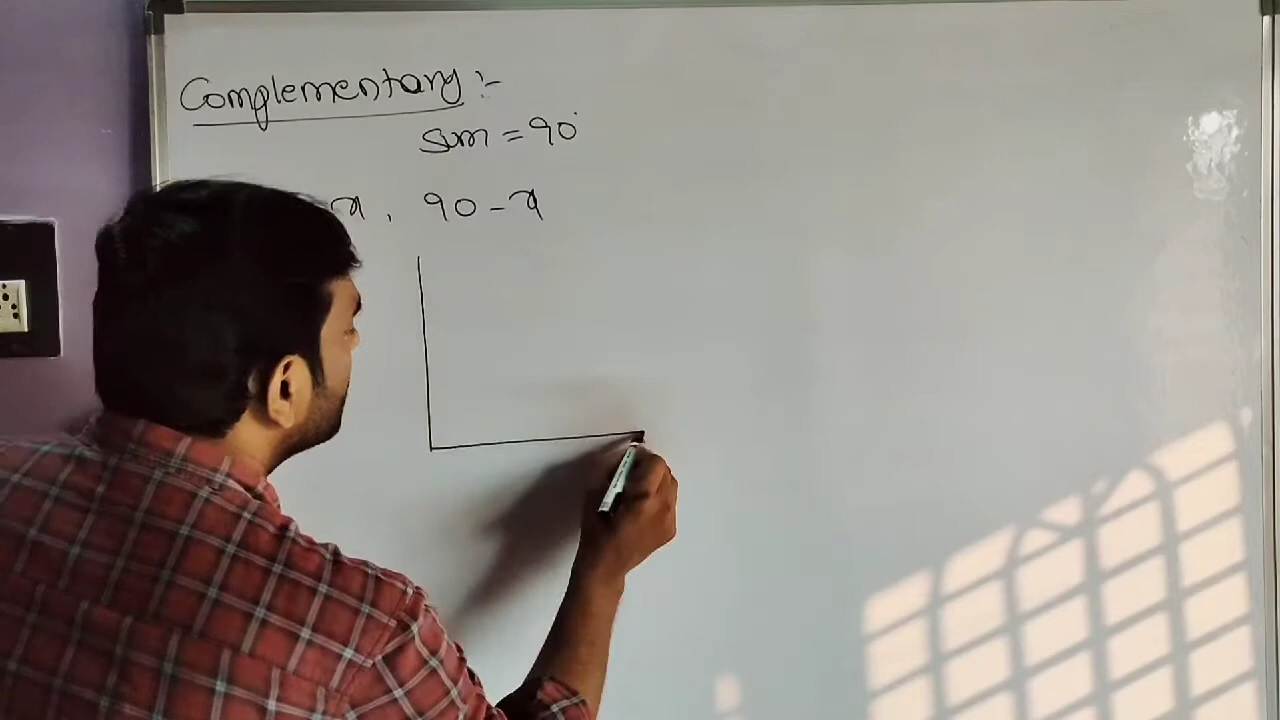 Complementary :-
sum = 90°
x, 90 - x